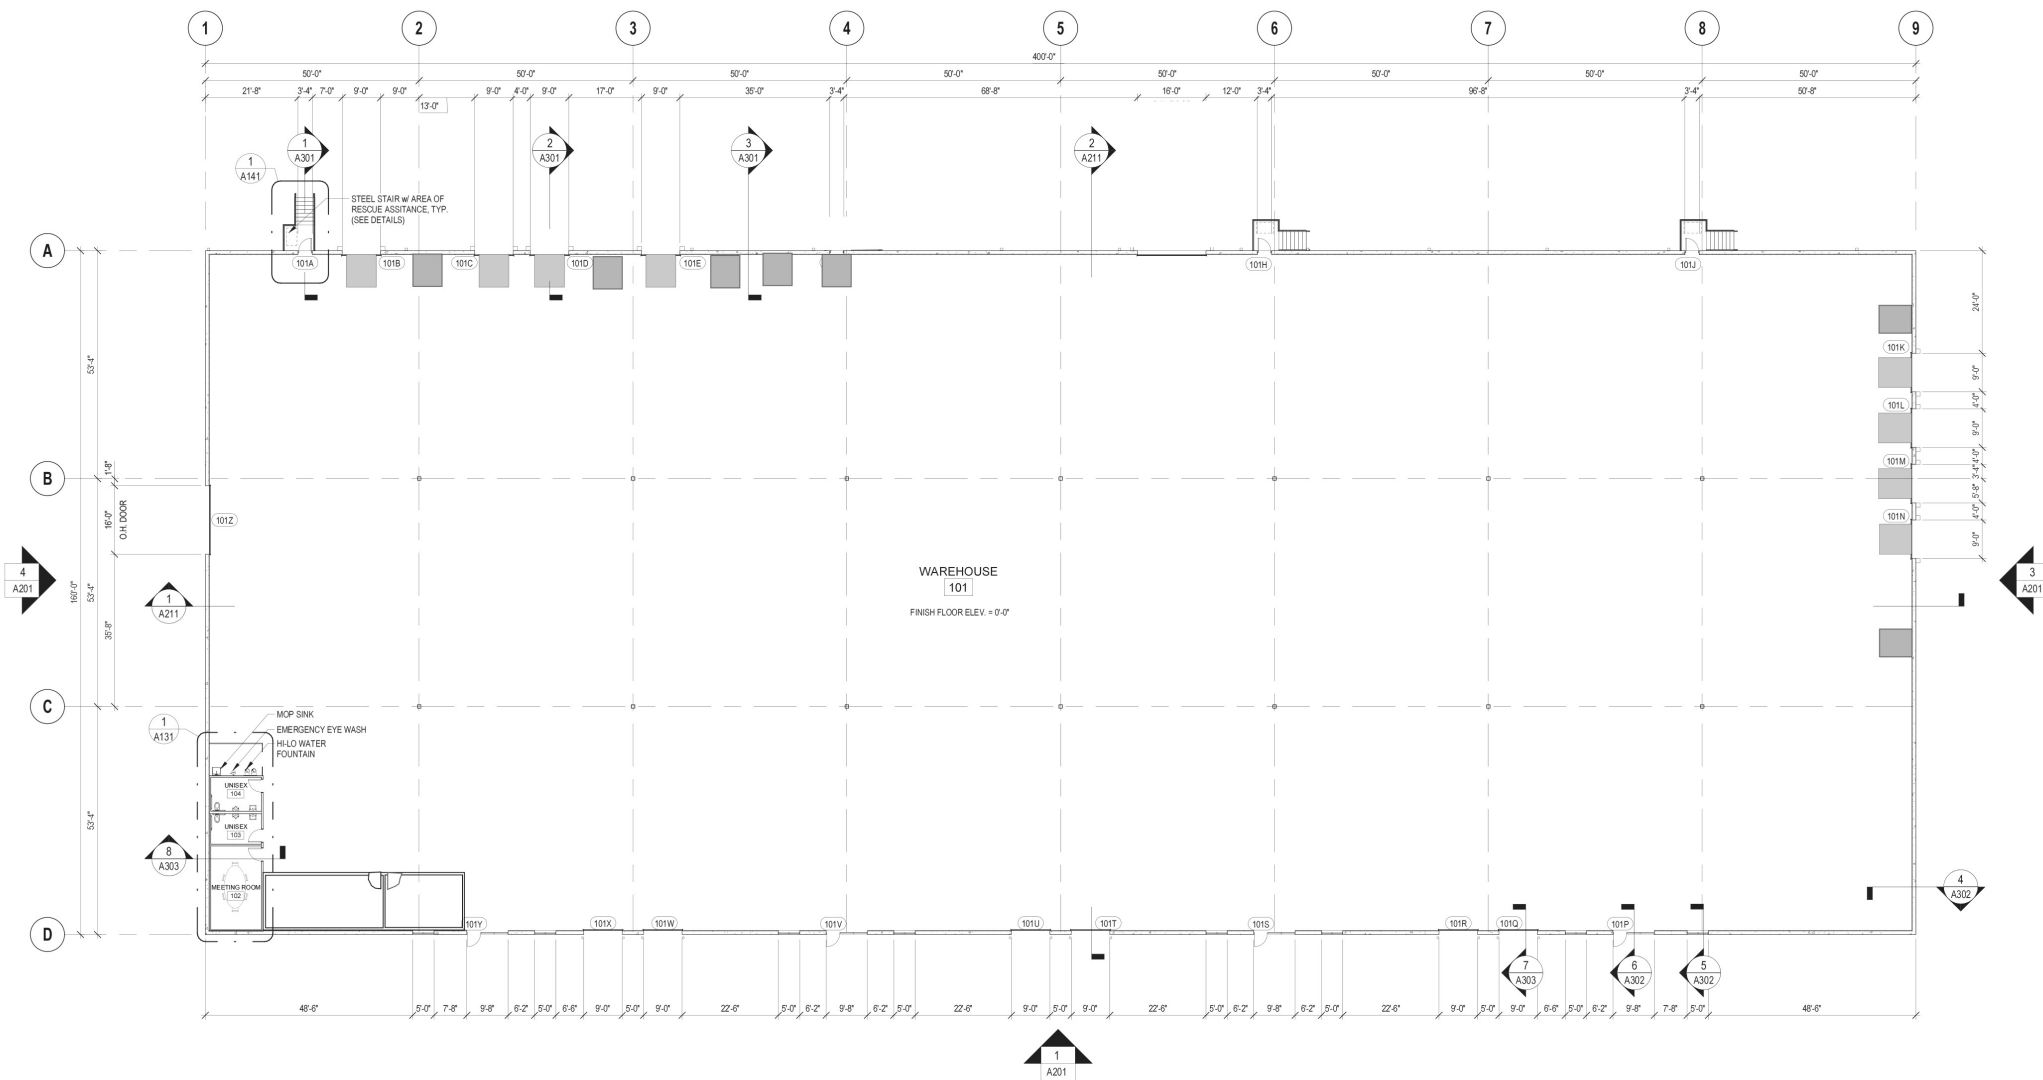 1 2 3 4 5 6 7 8 9
400'-0"
50'-0" 50'-0" 50'-0" 50'-0" 50'-0" 50'-0" 50'-0" 50'-0"
21'-8" 3'-4" 7'-0" 9'-0" 9'-0" 9'-0" 4'-0" 9'-0" 17'-0" 9'-0" 35'-0" 3'-4" 68'-8" 16'-0" 12'-0" 3'-4" 96'-8" 3'-4" 50'-8"
13'-0"
1
A301
2
A301
3
A301
2
A211
1
A141
STEEL STAIR w/ AREA OF
RESCUE ASSITANCE, TYP.
(SEE DETAILS)
A
101A 101B 101C 101D 101E 101H 101J
24'-0"
101K
53'-4"
9'-0"
101L
4'-0"
9'-0"
101M
4'-0"
3'-4"
5'-8"
101N
4'-0"
9'-0"
1'-8"
B
16'-0"
O.H. DOOR
101Z
4
A201
160'-0"
53'-4"
35'-8"
1
A211
WAREHOUSE
101
FINISH FLOOR ELEV. = 0'-0"
3
A201
C
1
A131
MOP SINK
EMERGENCY EYE WASH
HI-LO WATER
FOUNTAIN
UNISEX
104
53'-4"
UNISEX
103
8
A303
MEETING ROOM
102
4
A302
D
101Y 101X 101W 101V 101U 101T 101S 101R 101Q 101P
7
A303
6
A302
5
A302
48'-6" 5'-0" 7'-8" 9'-8" 6'-2" 5'-0" 6'-6" 9'-0" 5'-0" 9'-0" 22'-6" 5'-0" 6'-2" 9'-8" 6'-2" 5'-0" 22'-6" 9'-0" 5'-0" 9'-0" 22'-6" 5'-0" 6'-2" 9'-8" 6'-2" 5'-0" 22'-6" 9'-0" 5'-0" 9'-0" 6'-6" 5'-0" 6'-2" 9'-8" 7'-8" 5'-0" 48'-6"
1
A201